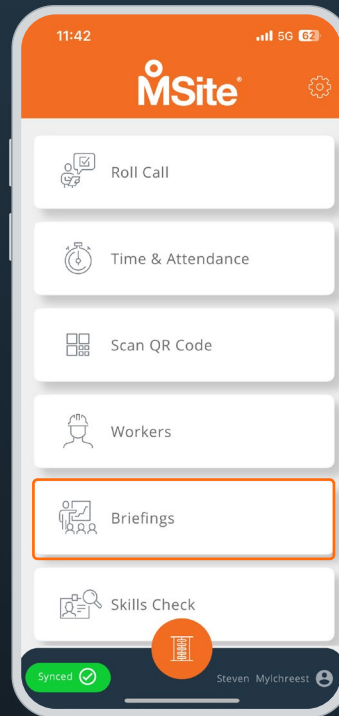 11:42
5G 62
MSite®
Roll Call
Time & Attendance
Scan QR Code
Workers
Briefings
Skills Check
Synced
Steven Mylchreest